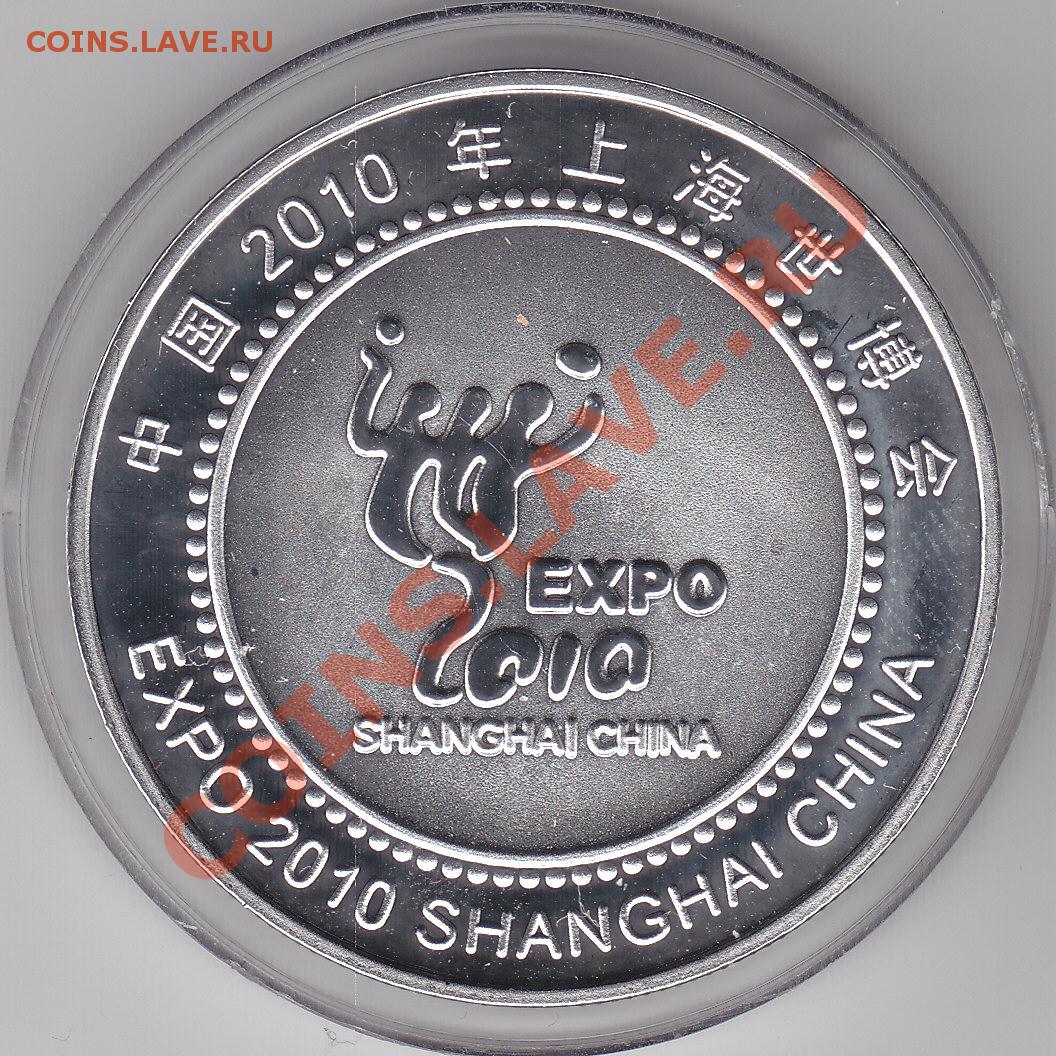 COINS.LAVE.RU
中国2010年上海世博会
EXPO
2010
SHANGHAI CHINA
EXPO 2010 SHANGHAI CHINA
COINS.LAVE.RU